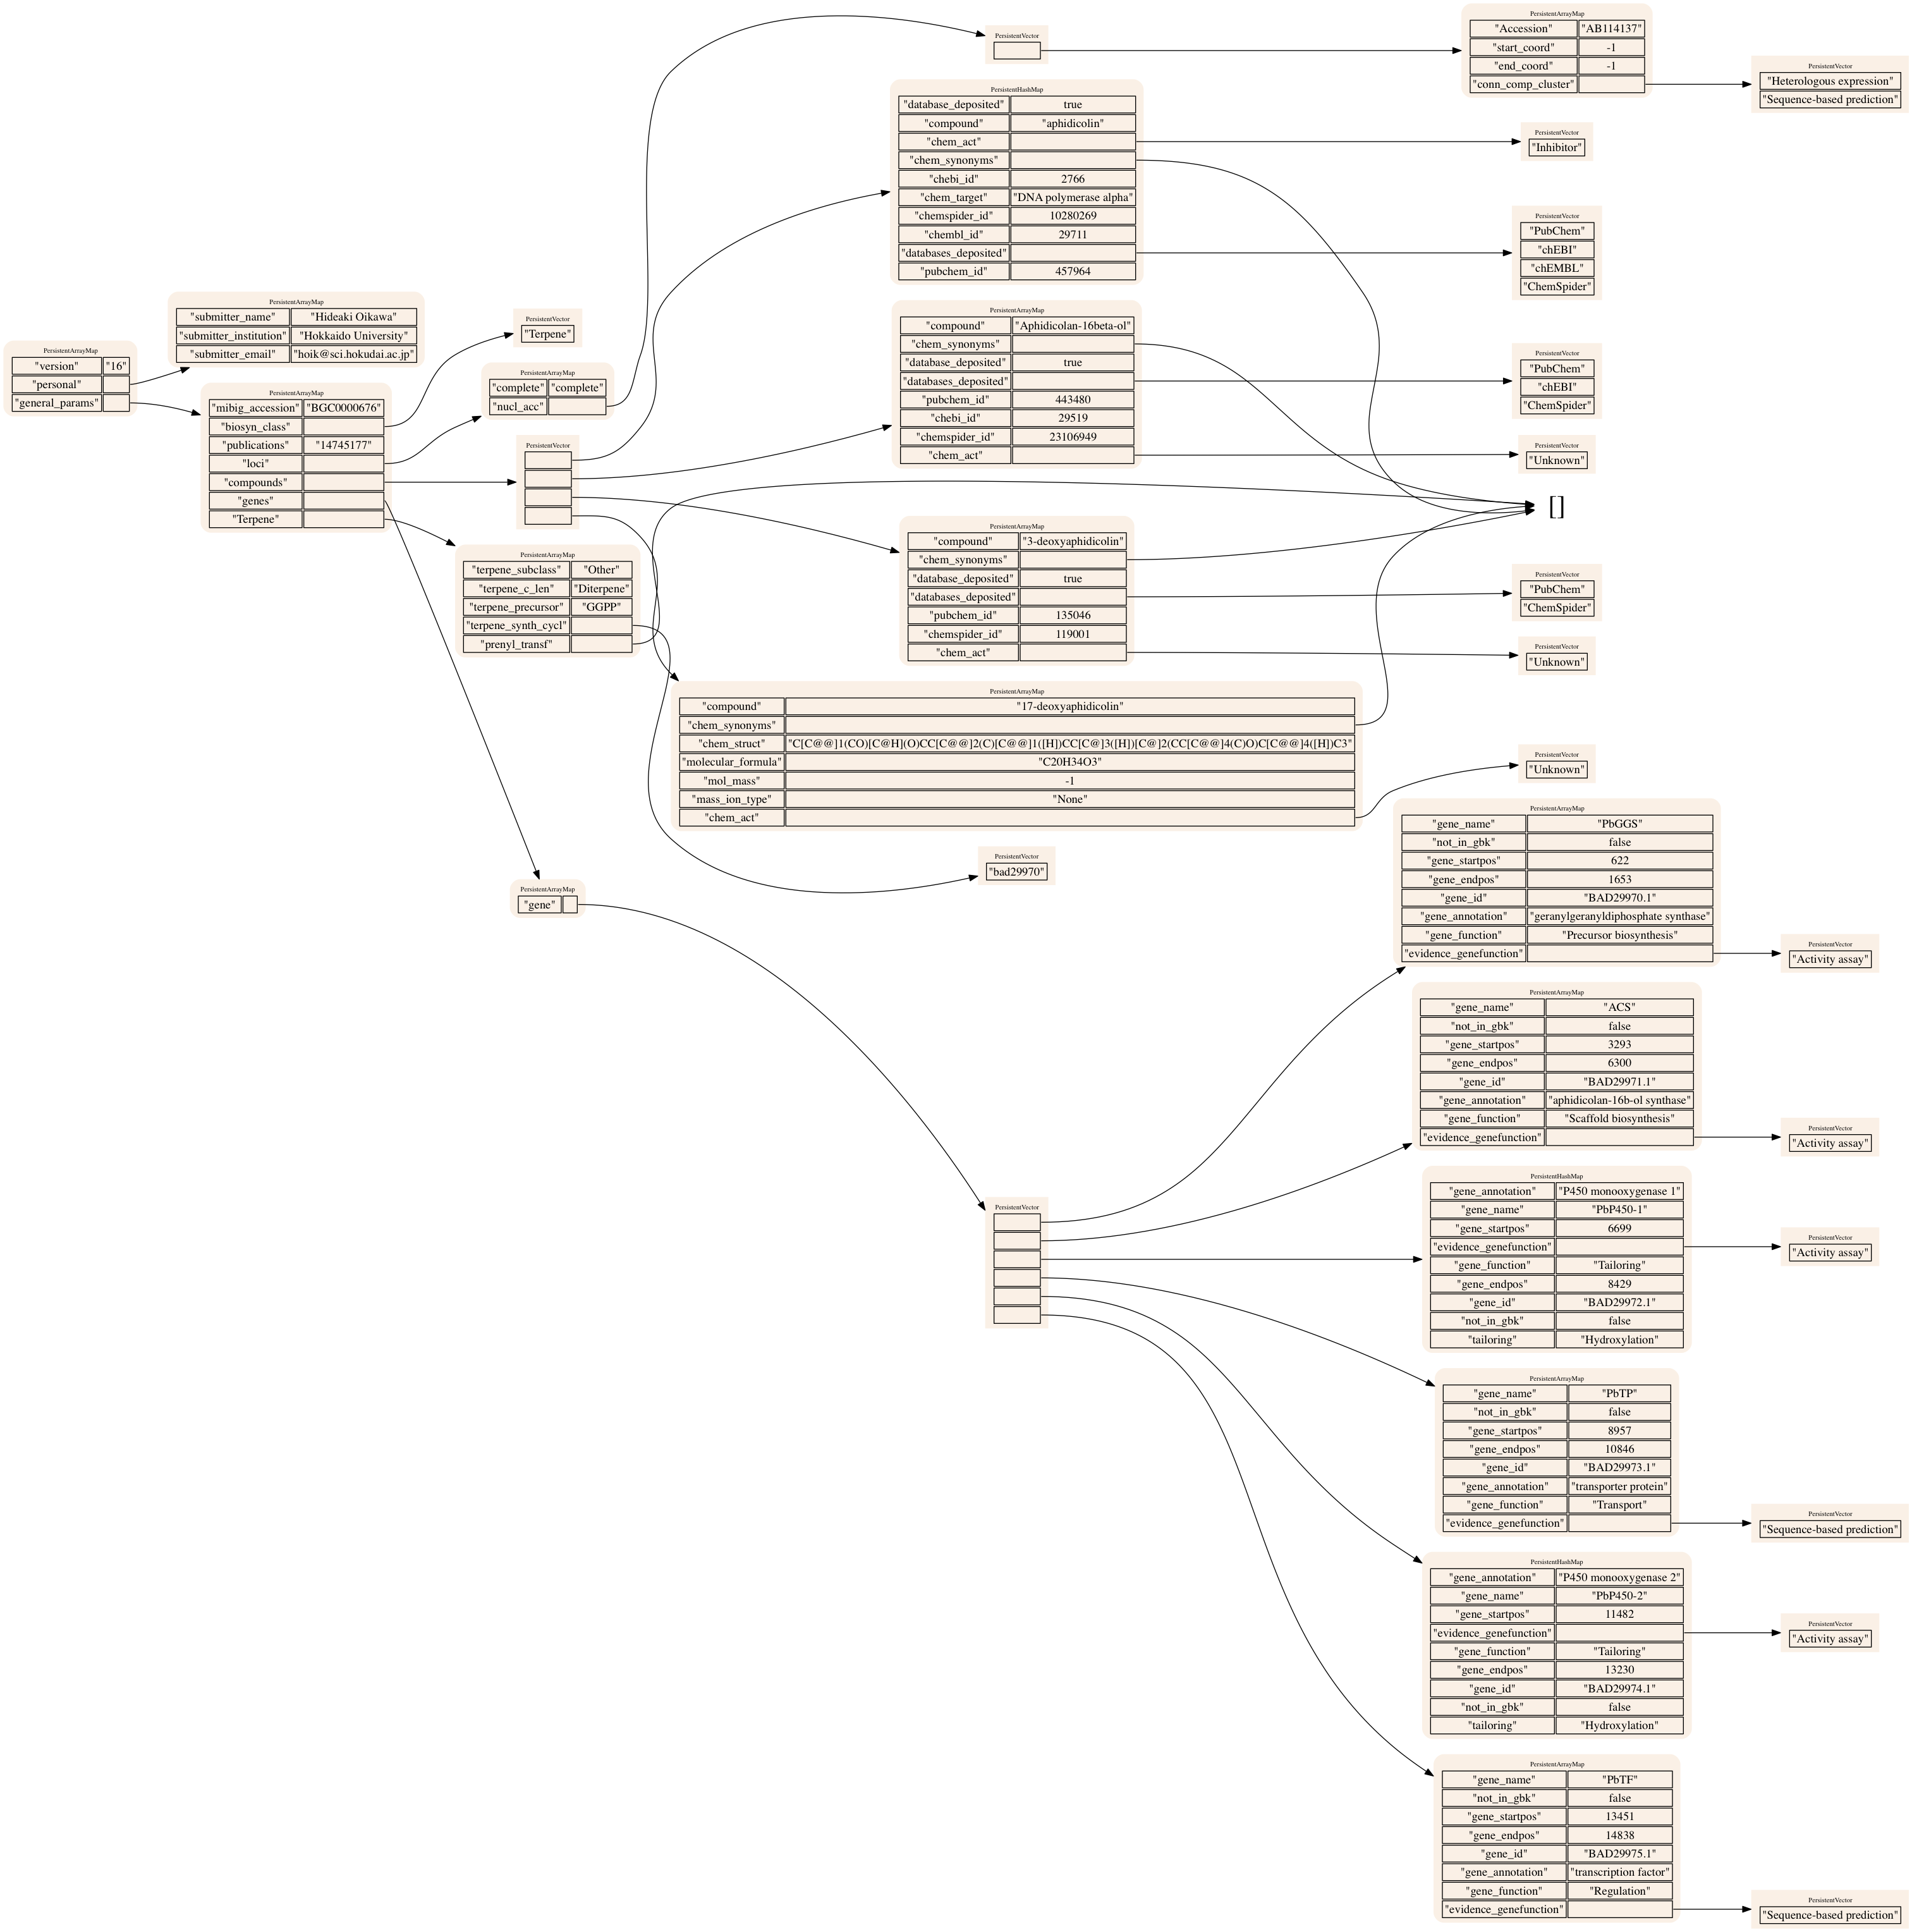 PersistentArrayMap
"version" "16"
"personal"
"general_params"
PersistentArrayMap
"submitter_name" "Hideaki Oikawa"
"submitter_institution" "Hokkaido University"
"submitter_email" "hoik@sci.hokudai.ac.jp"
PersistentArrayMap
"mibig_accession" "BGC0000676"
"biosyn_class"
"publications" "14745177"
"loci"
"compounds"
"genes"
"Terpene"
PersistentVector
"Terpene"
PersistentArrayMap
"complete" "complete"
"nucl_acc"
PersistentVector
PersistentArrayMap
"terpene_subclass" "Other"
"terpene_c_len" "Diterpene"
"terpene_precursor" "GGPP"
"terpene_synth_cycl"
"prenyl_transf"
PersistentArrayMap
"gene"
PersistentVector
PersistentArrayMap
"Accession" "AB114137"
"start_coord" -1
"end_coord" -1
"conn_comp_cluster"
PersistentVector
"Heterologous expression"
"Sequence-based prediction"
PersistentHashMap
"database_deposited" true
"compound" "aphidicolin"
"chem_act"
"chem_synonyms"
"chebi_id" 2766
"chem_target" "DNA polymerase alpha"
"chemspider_id" 10280269
"chembl_id" 29711
"databases_deposited"
"pubchem_id" 457964
PersistentVector
"Inhibitor"
PersistentVector
"PubChem"
"chEBI"
"chEMBL"
"ChemSpider"
PersistentArrayMap
"compound" "Aphidicolan-16beta-ol"
"chem_synonyms"
"database_deposited" true
"databases_deposited"
"pubchem_id" 443480
"chebi_id" 29519
"chemspider_id" 23106949
"chem_act"
PersistentVector
"PubChem"
"chEBI"
"ChemSpider"
PersistentVector
"Unknown"
[]
PersistentArrayMap
"compound" "3-deoxyaphidicolin"
"chem_synonyms"
"database_deposited" true
"databases_deposited"
"pubchem_id" 135046
"chemspider_id" 119001
"chem_act"
PersistentVector
"PubChem"
"ChemSpider"
PersistentVector
"Unknown"
PersistentArrayMap
"compound" "17-deoxyaphidicolin"
"chem_synonyms"
"chem_struct" "C[C@@]1(CO)[C@H](O)CC[C@@]2(C)[C@@]1([H])CC[C@]3([H])[C@]2(CC[C@@]4(C)O)C[C@@]4([H])C3"
"molecular_formula" "C20H34O3"
"mol_mass" -1
"mass_ion_type" "None"
"chem_act"
PersistentVector
"Unknown"
PersistentVector
"bad29970"
PersistentVector
PersistentArrayMap
"gene_name" "PbGGS"
"not_in_gbk" false
"gene_startpos" 622
"gene_endpos" 1653
"gene_id" "BAD29970.1"
"gene_annotation" "geranylgeranyldiphosphate synthase"
"gene_function" "Precursor biosynthesis"
"evidence_genefunction"
PersistentVector
"Activity assay"
PersistentArrayMap
"gene_name" "ACS"
"not_in_gbk" false
"gene_startpos" 3293
"gene_endpos" 6300
"gene_id" "BAD29971.1"
"gene_annotation" "aphidicolan-16b-ol synthase"
"gene_function" "Scaffold biosynthesis"
"evidence_genefunction"
PersistentVector
"Activity assay"
PersistentHashMap
"gene_annotation" "P450 monooxygenase 1"
"gene_name" "PbP450-1"
"gene_startpos" 6699
"evidence_genefunction"
"gene_function" "Tailoring"
"gene_endpos" 8429
"gene_id" "BAD29972.1"
"not_in_gbk" false
"tailoring" "Hydroxylation"
PersistentVector
"Activity assay"
PersistentArrayMap
"gene_name" "PbTP"
"not_in_gbk" false
"gene_startpos" 8957
"gene_endpos" 10846
"gene_id" "BAD29973.1"
"gene_annotation" "transporter protein"
"gene_function" "Transport"
"evidence_genefunction"
PersistentVector
"Sequence-based prediction"
PersistentHashMap
"gene_annotation" "P450 monooxygenase 2"
"gene_name" "PbP450-2"
"gene_startpos" 11482
"evidence_genefunction"
"gene_function" "Tailoring"
"gene_endpos" 13230
"gene_id" "BAD29974.1"
"not_in_gbk" false
"tailoring" "Hydroxylation"
PersistentVector
"Activity assay"
PersistentArrayMap
"gene_name" "PbTF"
"not_in_gbk" false
"gene_startpos" 13451
"gene_endpos" 14838
"gene_id" "BAD29975.1"
"gene_annotation" "transcription factor"
"gene_function" "Regulation"
"evidence_genefunction"
PersistentVector
"Sequence-based prediction"